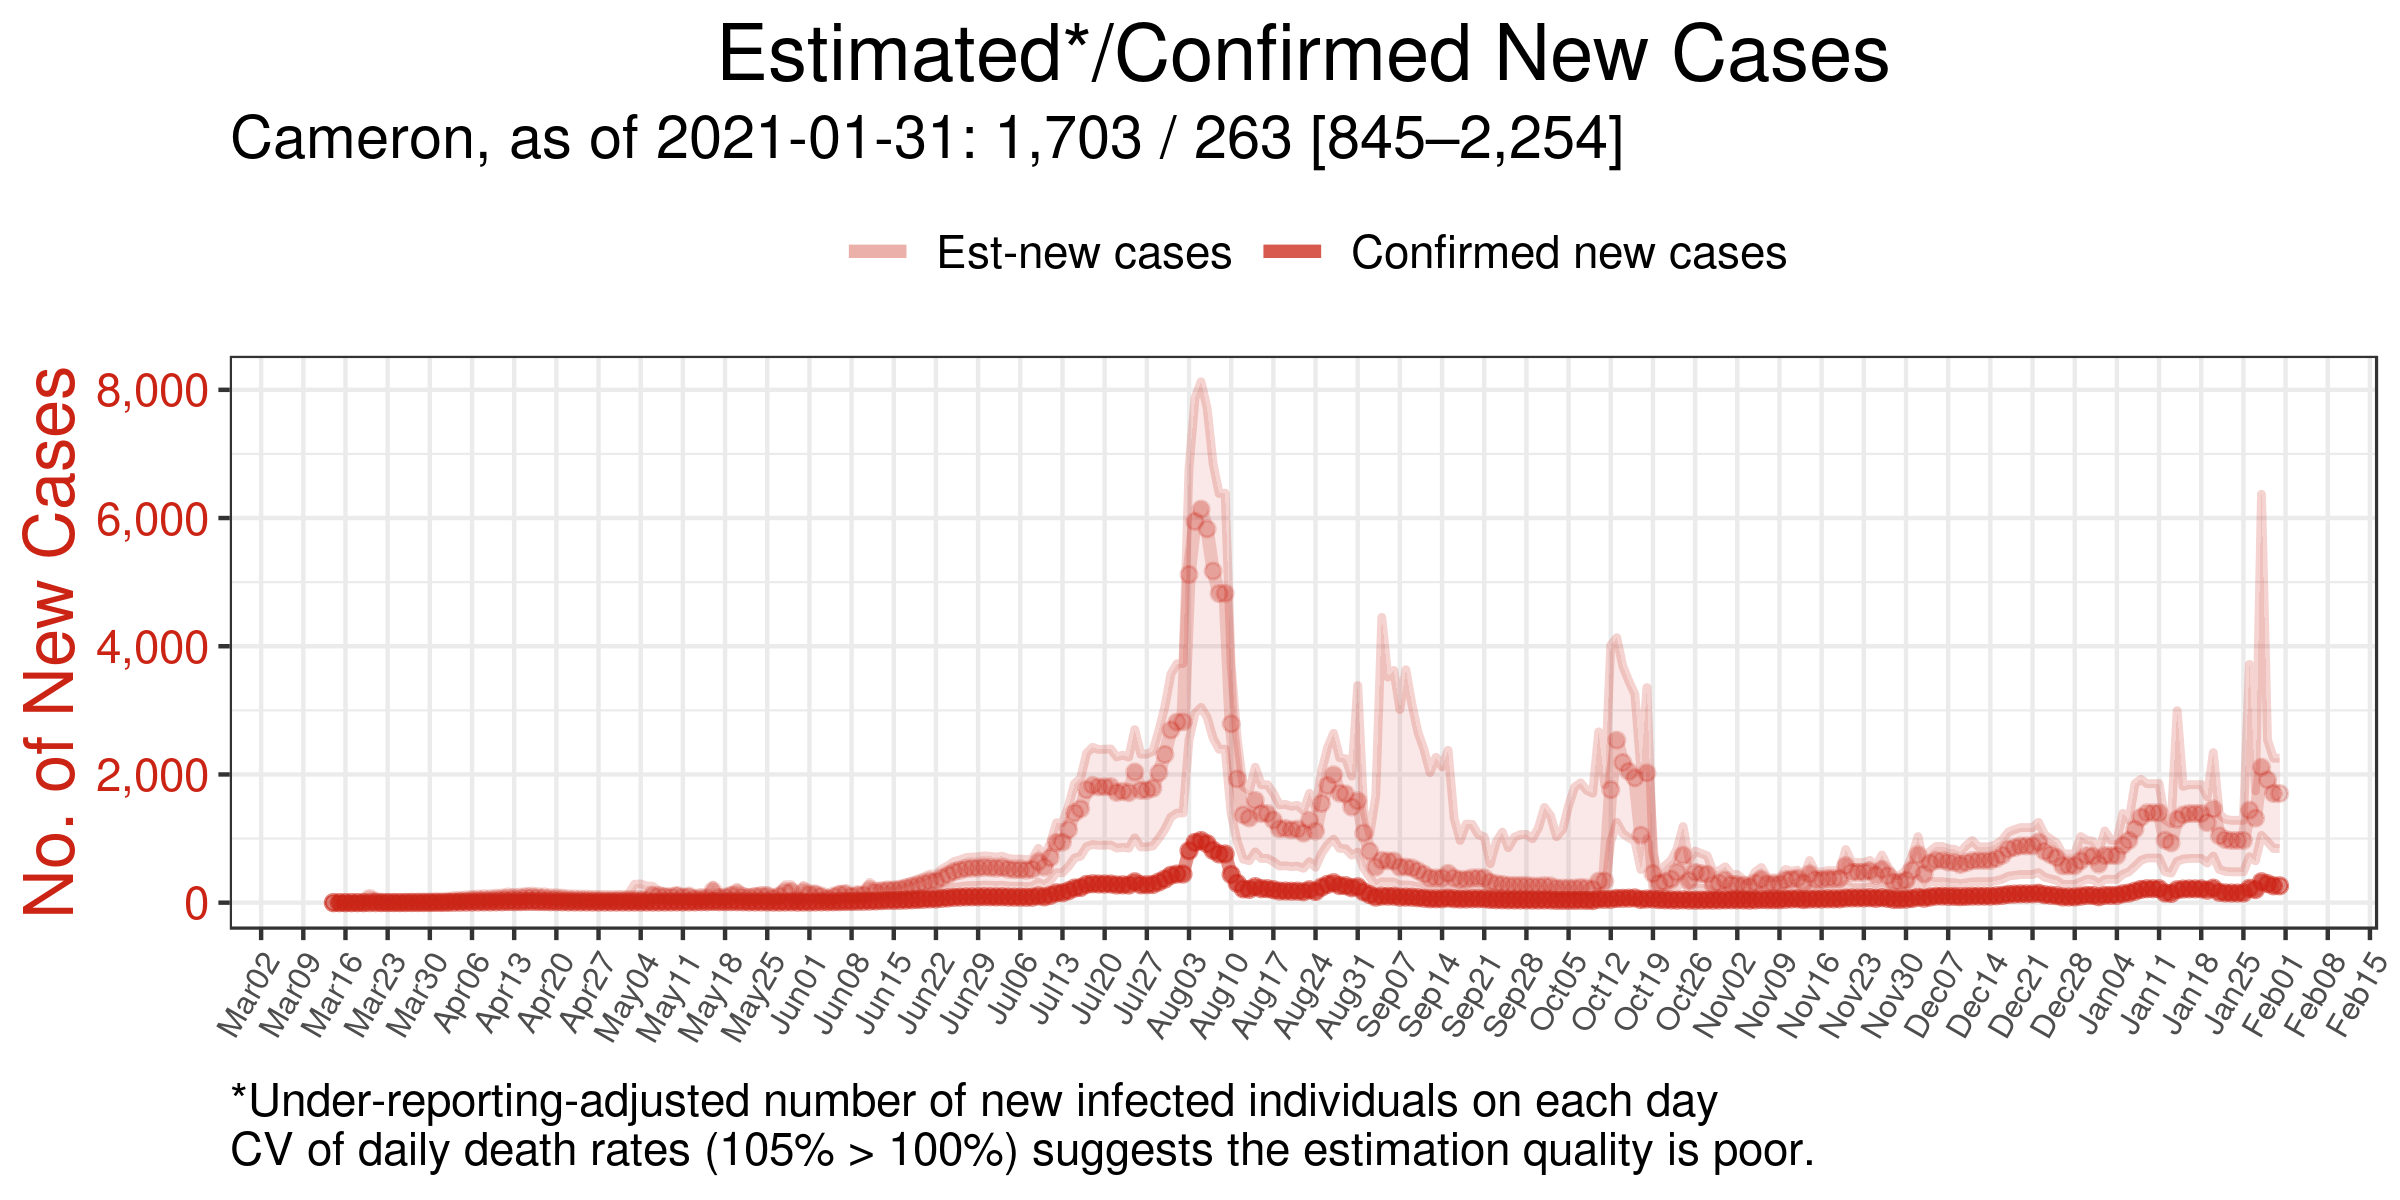 Estimated*/Confirmed New Cases
Cameron, as of 2021-01-31: 1,703 / 263 [845–2,254]
Est-new cases Confirmed new cases
No. of New Cases
8,000
6,000
4,000
2,000
0
Mar02 Mar09 Mar16 Mar23 Mar30 Apr06 Apr13 Apr20 Apr27 May04 May11 May18 May25 Jun01 Jun08 Jun15 Jun22 Jun29 Jul06 Jul13 Jul20 Jul27 Aug03 Aug10 Aug17 Aug24 Aug31 Sep07 Sep14 Sep21 Sep28 Oct05 Oct12 Oct19 Oct26 Nov02 Nov09 Nov16 Nov23 Nov30 Dec07 Dec14 Dec21 Dec28 Jan04 Jan11 Jan18 Jan25 Feb01 Feb08 Feb15
*Under-reporting-adjusted number of new infected individuals on each day
CV of daily death rates (105% > 100%) suggests the estimation quality is poor.